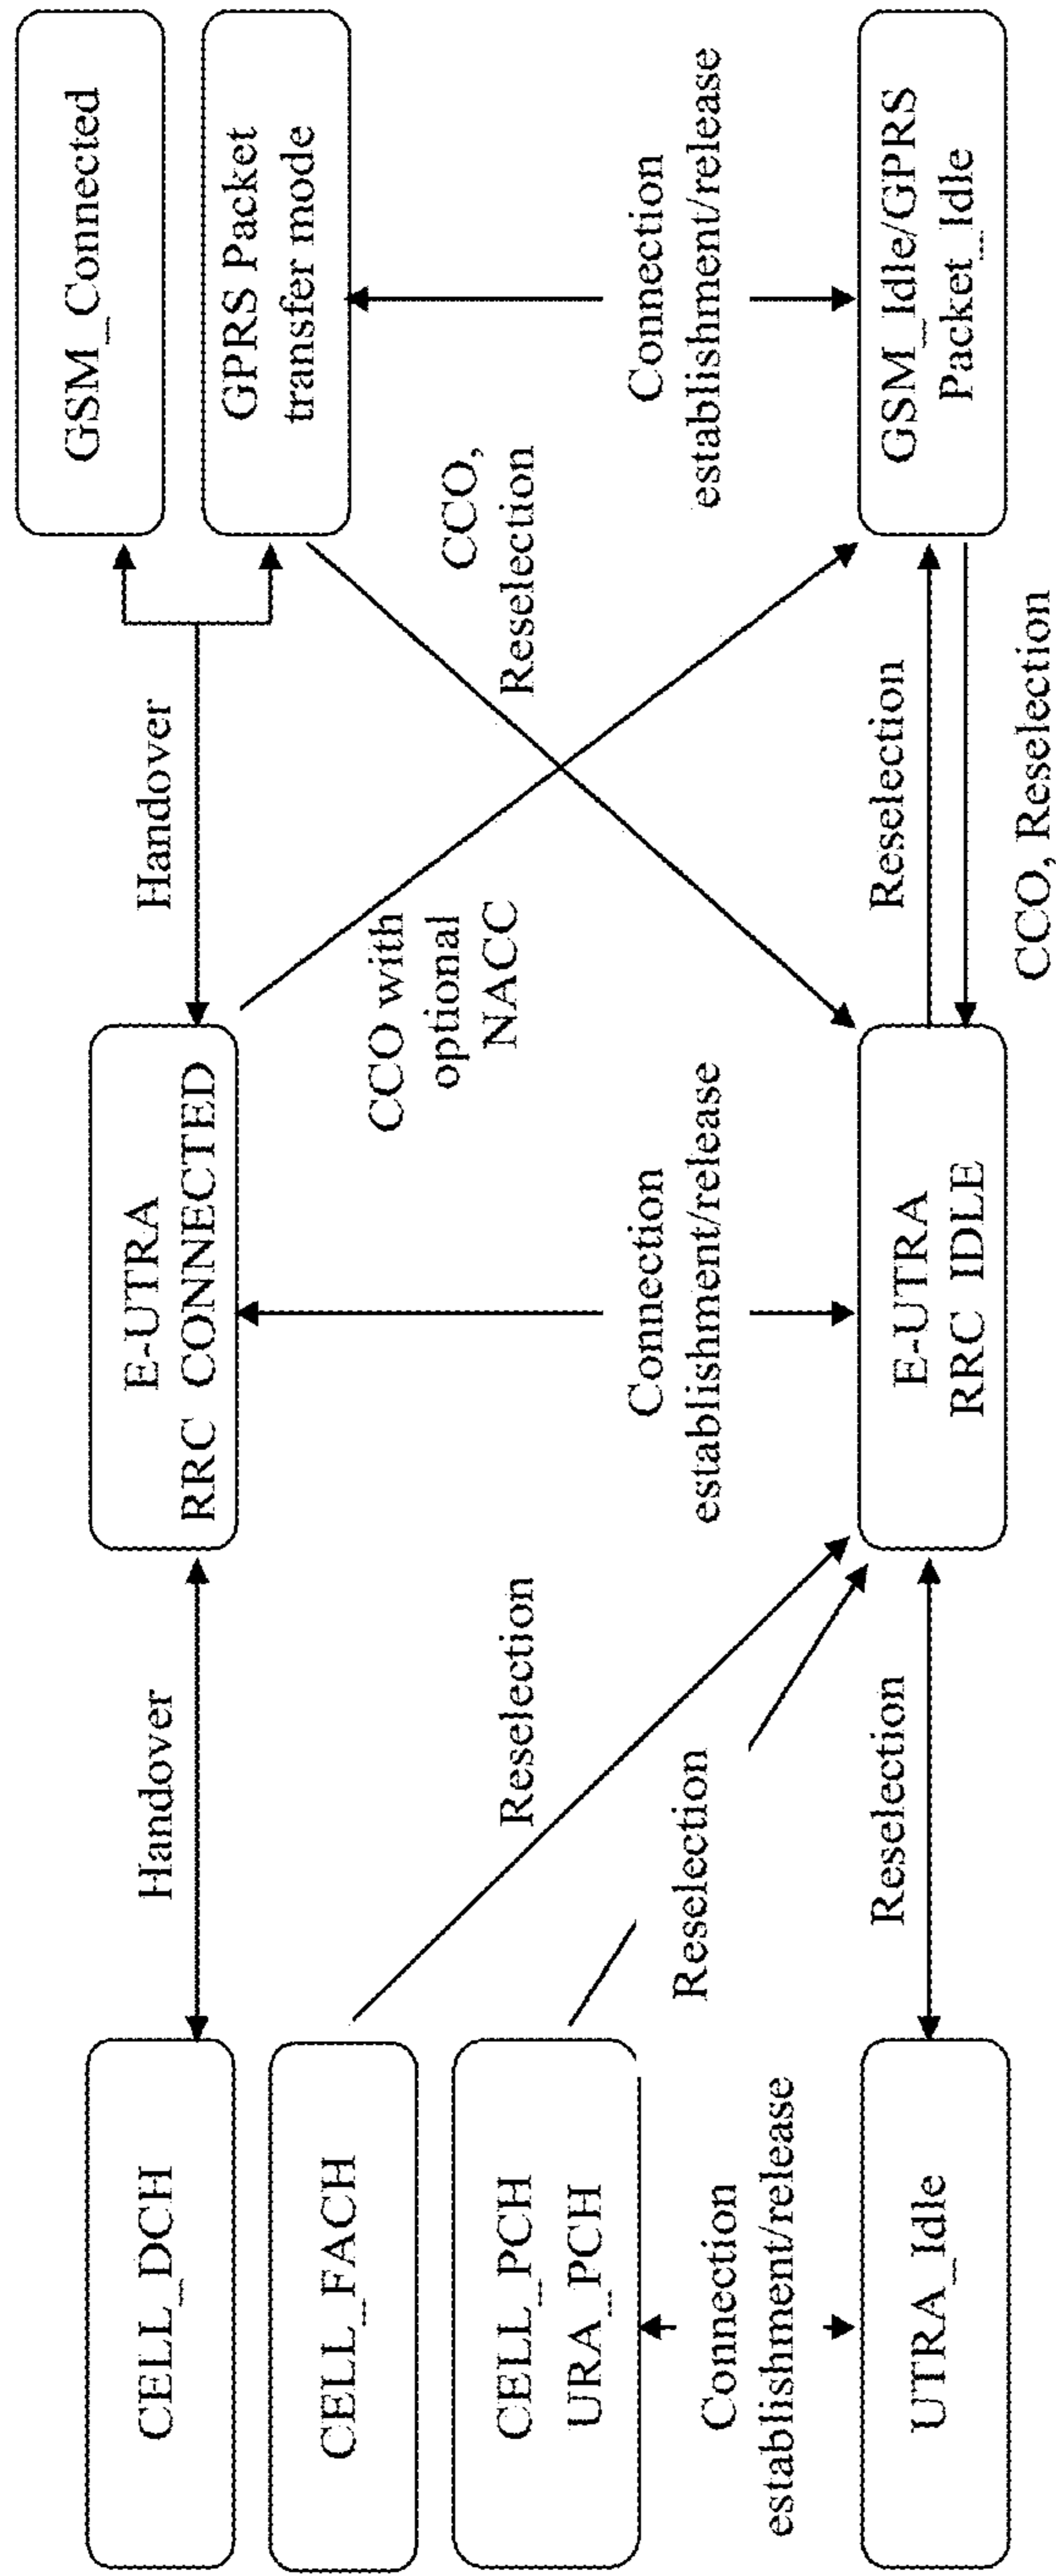 CELL_DCH
Handover
E-UTRA
RRC CONNECTED
Handover
GSM_Connected
CELL_FACH
GPRS Packet
transfer mode
CELL_PCH
URA_PCH
Reselection
CCO with
optional
NACC
CCO,
Reselection
Reselection
Connection
establishment/release
Connection
establishment/release
Connection
establishment/release
UTRA_Idle
Reselection
E-UTRA
RRC IDLE
Reselection
GSM_Idle/GPRS
Packet_Idle
CCO, Reselection